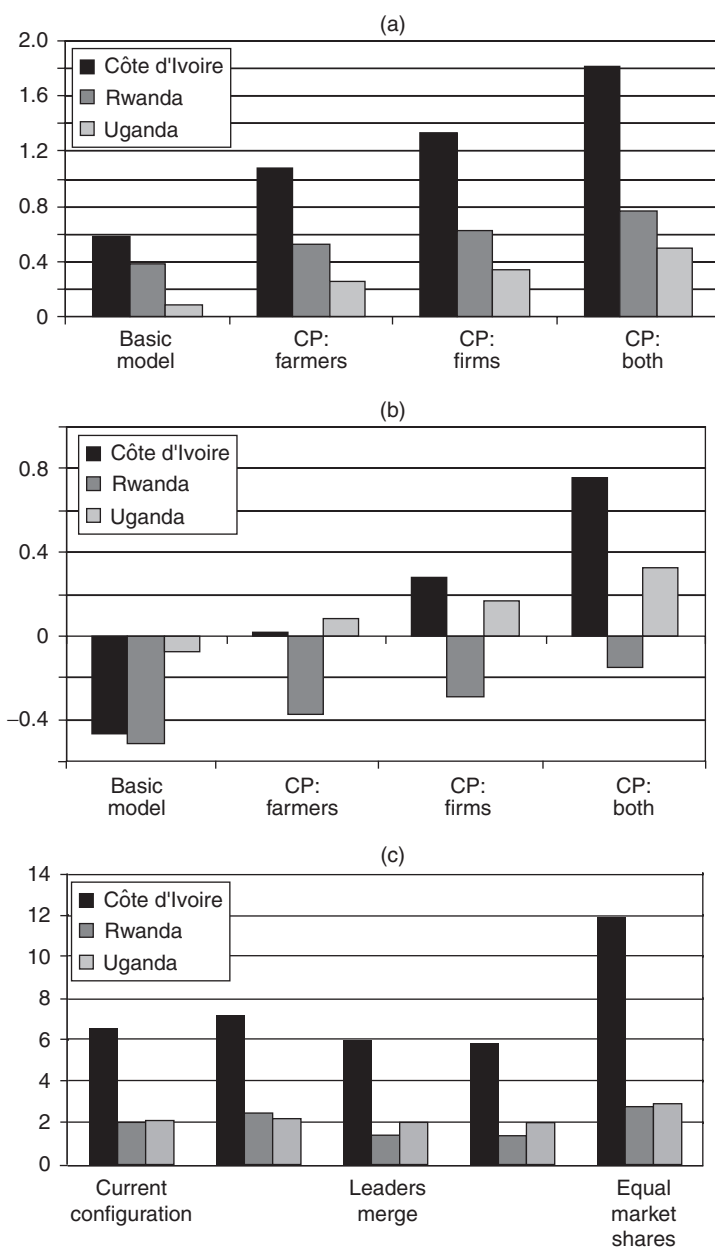 (a)
2.0
1.6
1.2
0.8
0.4
0
Côte d'Ivoire
Rwanda
Uganda
Basic
model
CP:
farmers
CP:
firms
CP:
both
(b)
0.8
0.4
0
−0.4
Côte d'Ivoire
Rwanda
Uganda
Basic
model
CP:
farmers
CP:
firms
CP:
both
(c)
14
12
10
8
6
4
2
0
Côte d'Ivoire
Rwanda
Uganda
Current
configuration
Leaders
merge
Equal
market
shares